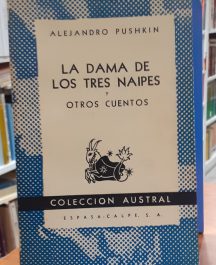 ALEJANDRO PUSHKIN
LA DAMA DE
LOS TRES NAIPES
Y
OTROS CUENTOS
COLECCION AUSTRAL
ESPASA-CALPE, S. A.